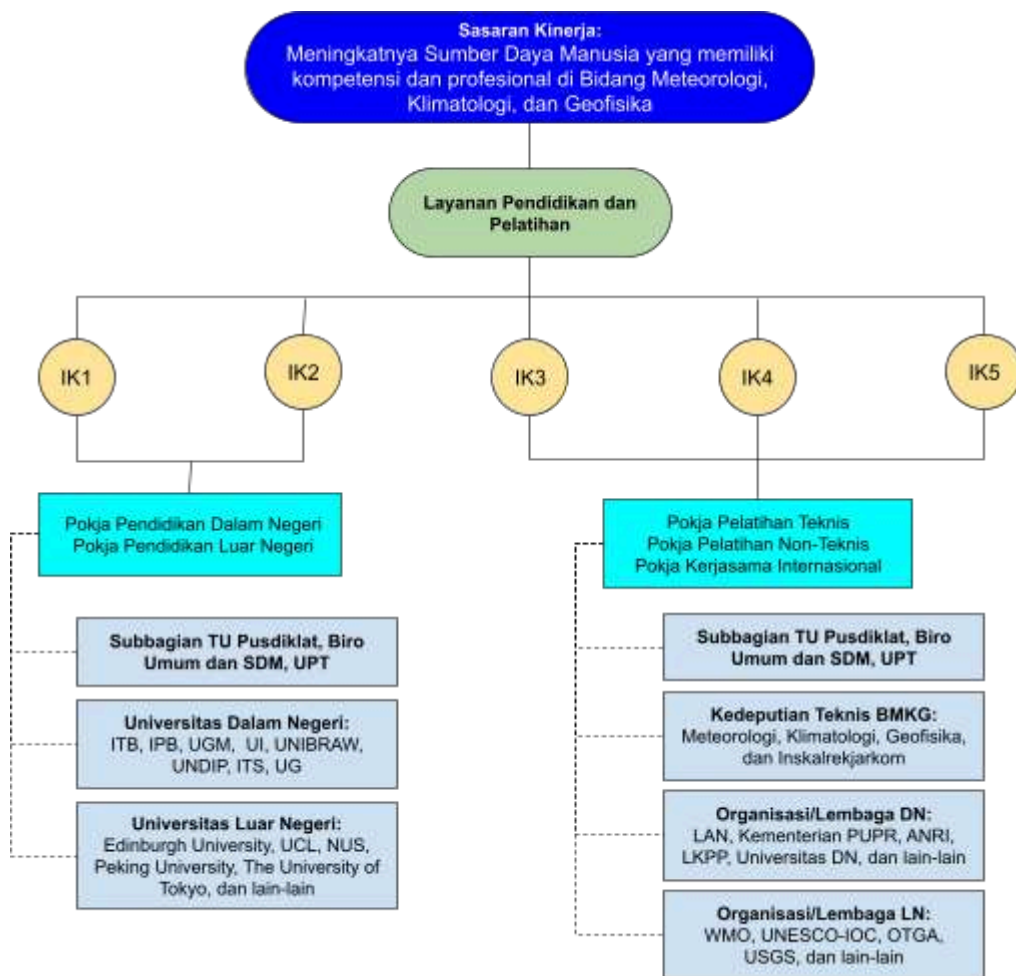 Sasaran Kinerja:
Meningkatnya Sumber Daya Manusia yang memiliki
kompetensi dan profesional di Bidang Meteorologi,
Klimatologi, dan Geofisika
Layanan Pendidikan dan
Pelatihan
IK1
IK2
IK3
IK4
IK5
Pokja Pendidikan Dalam Negeri
Pokja Pendidikan Luar Negeri
Subbagian TU Pusdiklat, Biro
Umum dan SDM, UPT
Universitas Dalam Negeri:
ITB, IPB, UGM, UI, UNIBRAW,
UNDIP, ITS, UG
Universitas Luar Negeri:
Edinburgh University, UCL, NUS,
Peking University, The University of
Tokyo, dan lain-lain
Pokja Pelatihan Teknis
Pokja Pelatihan Non-Teknis
Pokja Kerjasama Internasional
Subbagian TU Pusdiklat, Biro
Umum dan SDM, UPT
Kedeputian Teknis BMKG:
Meteorologi, Klimatologi, Geofisika,
dan Inskalrekjarkom
Organisasi/Lembaga DN:
LAN, Kementerian PUPR, ANRI,
LKPP, Universitas DN, dan lain-lain
Organisasi/Lembaga LN:
WMO, UNESCO-IOC, OTGA,
USGS, dan lain-lain